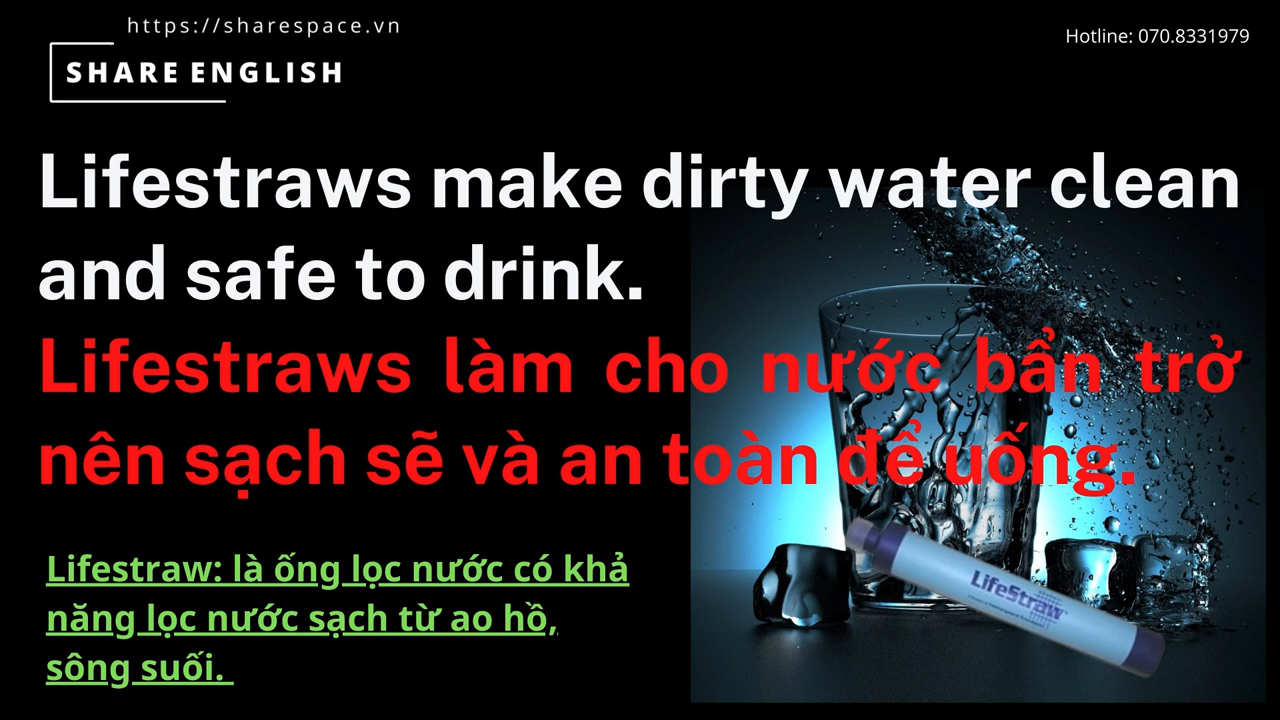 https://sharespace.vn
Hotline: 070.8331979
SHARE ENGLISH
Lifestraws make dirty water clean
and safe to drink.
Lifestraws làm cho nước bẩn trở
nên sạch sẽ và an toàn để uống.
Lifestraw: là ống lọc nước có khả
năng lọc nước sạch từ ao hồ,
sông suối.
LifeStraw